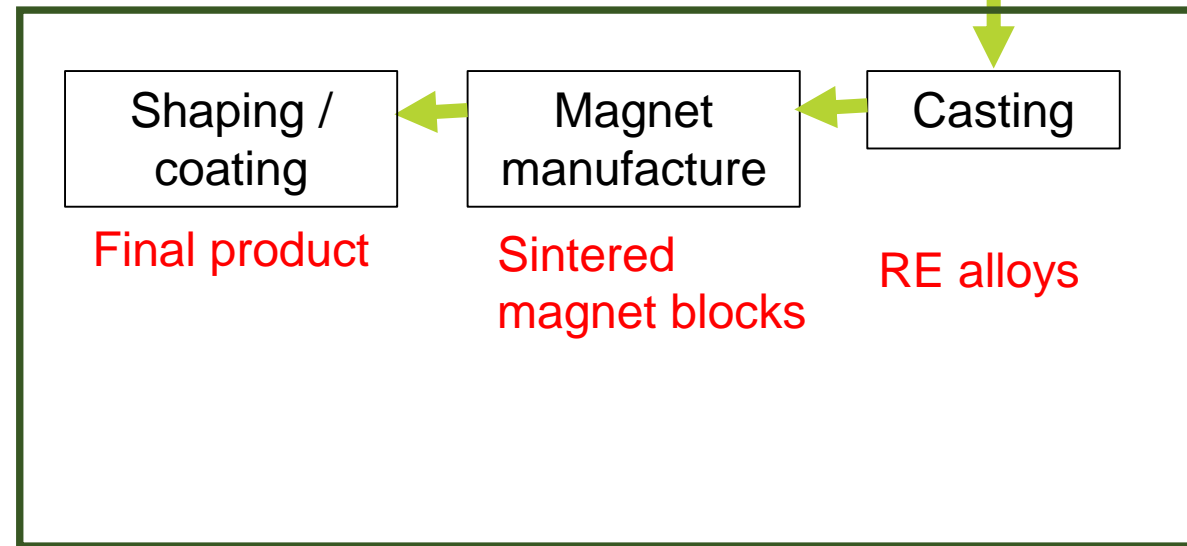 Shaping /
coating
Magnet
manufacture
Casting
Final product
Sintered
magnet blocks
RE alloys